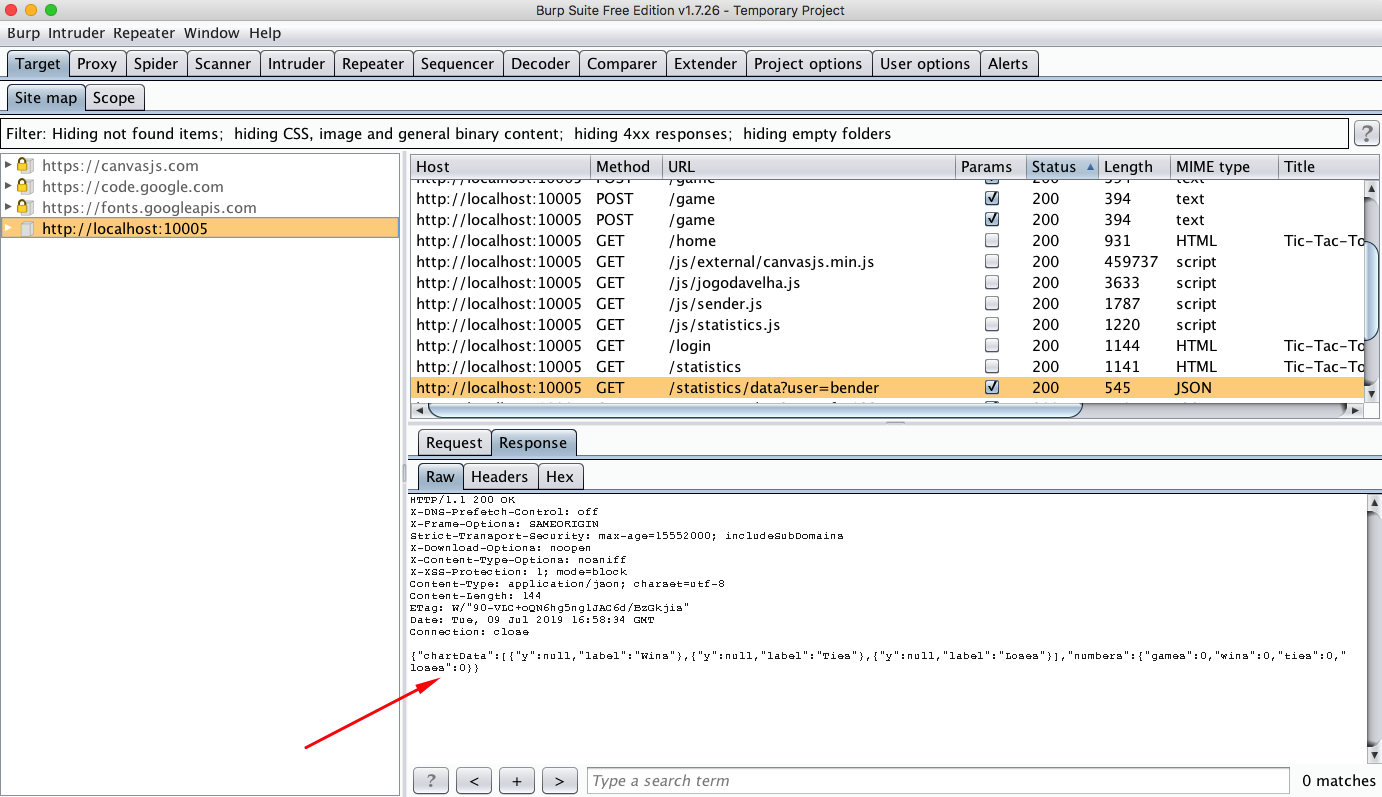 Burp Suite Free Edition v1.7.26 - Temporary Project
Burp Intruder Repeater Window Help
Target Proxy Spider Scanner Intruder Repeater Sequencer Decoder Comparer Extender Project options User options Alerts
Site map Scope
Filter: Hiding not found items;  hiding CSS, image and general binary content;  hiding 4xx responses;  hiding empty folders ?
https://canvasjs.com
https://code.google.com
https://fonts.googleapis.com
http://localhost:10005
Host Method URL Params Status Length MIME type Title
http://localhost:10005 POST /game 200 394 text
http://localhost:10005 POST /game 200 394 text
http://localhost:10005 POST /game 200 394 text
http://localhost:10005 GET /home 931 HTML Tic-Tac-To
http://localhost:10005 GET /js/external/canvasjs.min.js 200 459737 script
http://localhost:10005 GET /js/jogodavelha.js 200 3633 script
http://localhost:10005 GET /js/sender.js 200 1787 script
http://localhost:10005 GET /js/statistics.js 200 1220 script
http://localhost:10005 GET /login 200 1144 HTML Tic-Tac-To
http://localhost:10005 GET /statistics 200 1141 HTML Tic-Tac-To
http://localhost:10005 GET /statistics/data?user=bender 200 545 JSON
Request Response
Raw Headers Hex
HTTP/1.1 200 OK
X-DNS-Prefetch-Control: off
X-Frame-Options: SAMEORIGIN
Strict-Transport-Security: max-age=15552000; includeSubDomains
X-Download-Options: noopen
X-Content-Type-Options: nosniff
X-XSS-Protection: 1; mode=block
Content-Type: application/json; charset=utf-8
Content-Length: 144
ETag: W/"90-VLC+oQN6hg5ng1JAC6d/BzGkjis"
Date: Tue, 09 Jul 2019 16:58:34 GMT
Connection: close
{"chartData":[{"y":null,"label":"Wins"},{"y":null,"label":"Ties"},{"y":null,"label":"Loses"}],"numbers":{"games":0,"wins":0,"ties":0,"
loses":0}}
? < + > Type a search term 0 matches